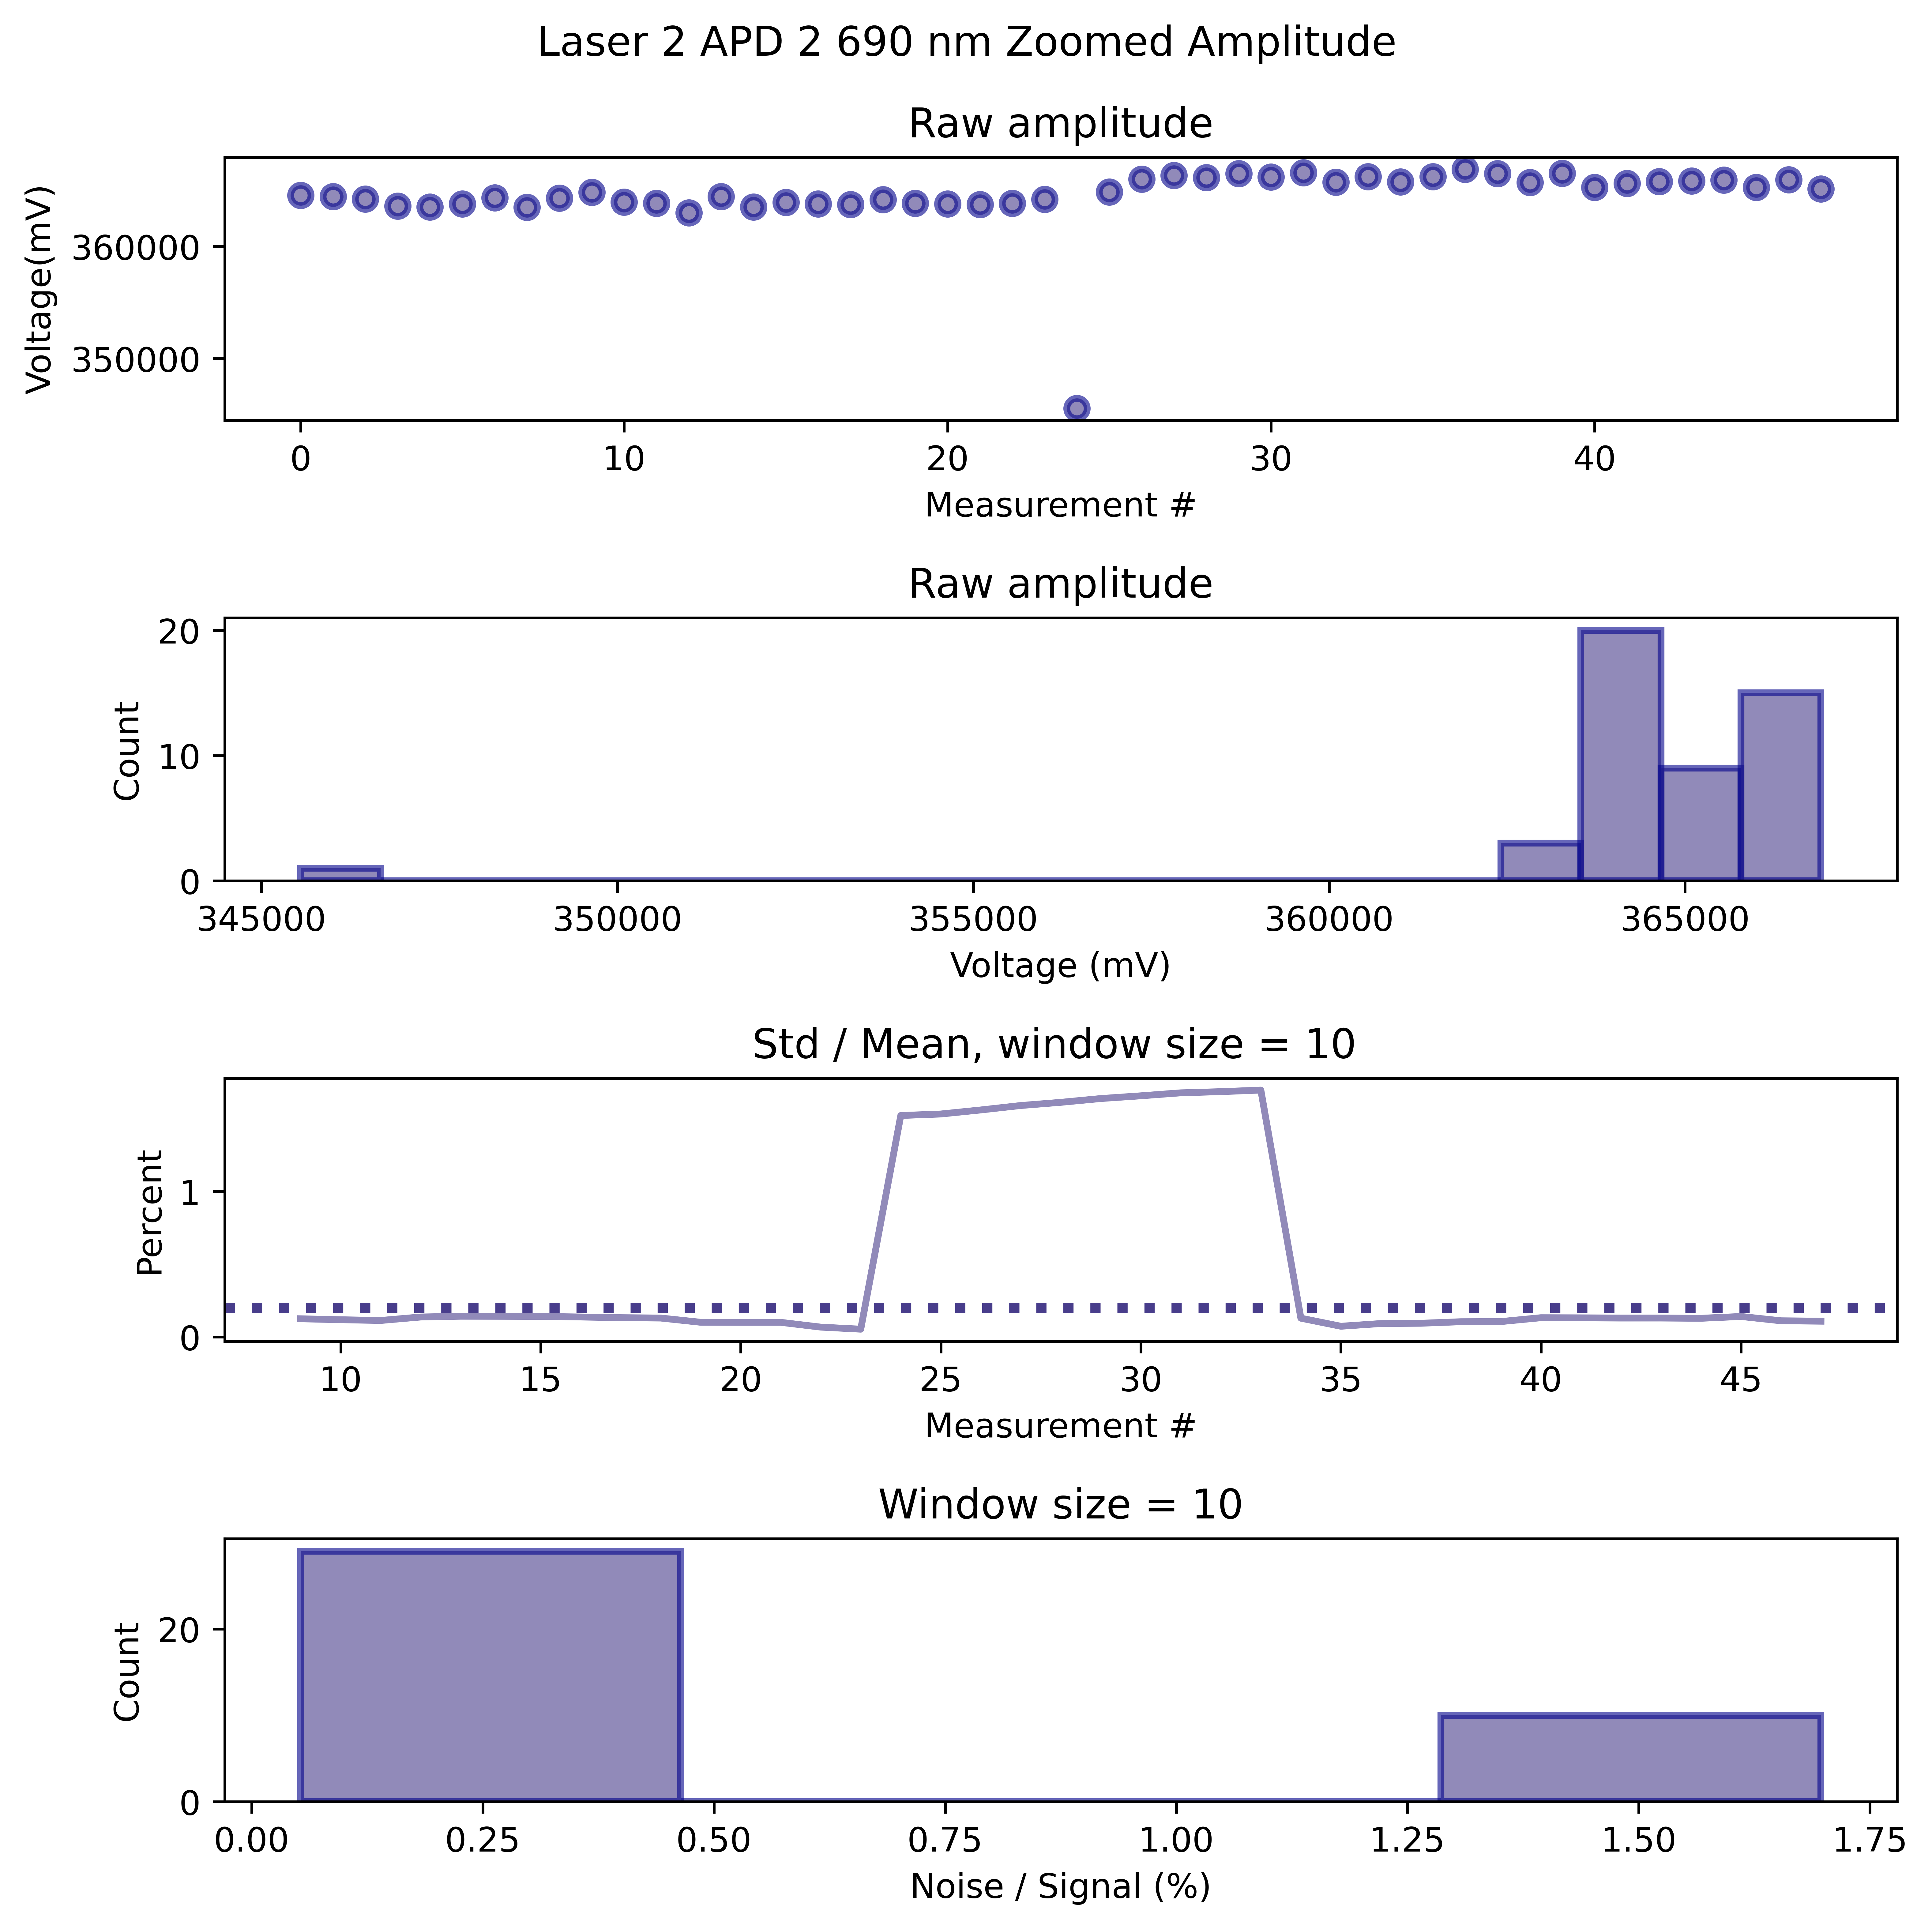 Laser 2 APD 2 690 nm Zoomed Amplitude
Raw amplitude
Voltage(mV)
360000
350000
0 10 20 30 40
Measurement #
Raw amplitude
Count
20
10
0
345000 350000 355000 360000 365000
Voltage (mV)
Std / Mean, window size = 10
Percent
1
0
10 15 20 25 30 35 40 45
Measurement #
Window size = 10
Count
20
0
0.00 0.25 0.50 0.75 1.00 1.25 1.50 1.75
Noise / Signal (%)